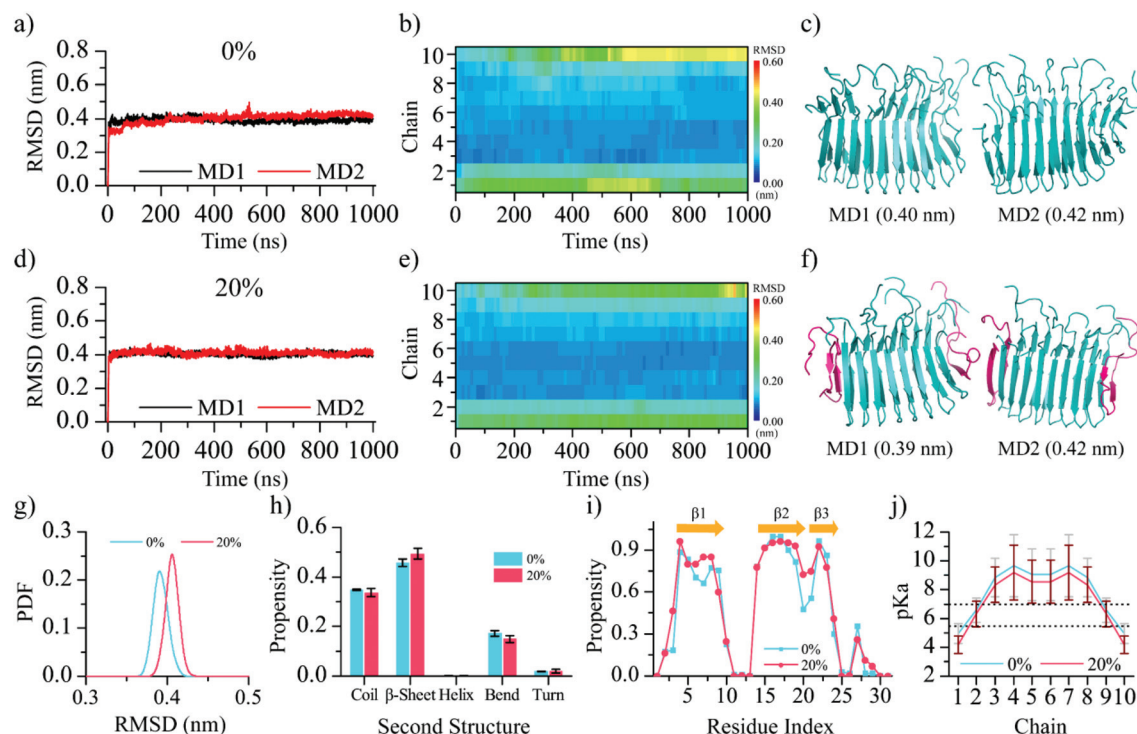 a)
0%
RMSD (nm)
0.8
0.6
0.4
0.2
0.0
MD1 MD2
0 200 400 600 800 1000
Time (ns)
b)
Chain
10
8
6
4
2
0 200 400 600 800 1000
Time (ns)
RMSD
0.60
0.40
0.20
0.00
(nm)
c)
MD1 (0.40 nm) MD2 (0.42 nm)
d)
20%
RMSD (nm)
0.8
0.6
0.4
0.2
0.0
MD1 MD2
0 200 400 600 800 1000
Time (ns)
e)
Chain
10
8
6
4
2
0 200 400 600 800 1000
Time (ns)
RMSD
0.60
0.40
0.20
0.00
(nm)
f)
MD1 (0.39 nm) MD2 (0.42 nm)
g)
PDF
0.3
0.2
0.1
0.0
0% 20%
0.3 0.4 0.5
RMSD (nm)
h)
Propensity
0.6
0.4
0.2
0.0
0%
20%
Coil β-Sheet Helix Bend Turn
Second Structure
i)
β1 β2 β3
Propensity
0.9
0.6
0.3
0.0
0%
20%
5 10 15 20 25 30
Residue Index
j)
pKa
12
10
8
6
4
2
0% 20%
1 2 3 4 5 6 7 8 9 10
Chain